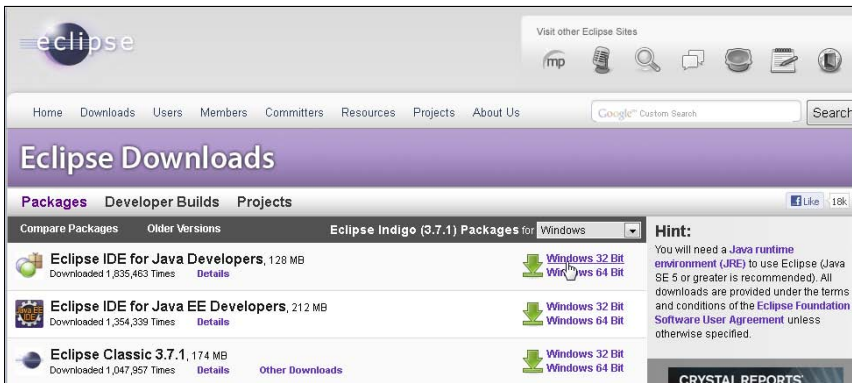 eclipse
Visit other Eclipse Sites
mp
Home Downloads Users Members Committers Resources Projects About Us
Google™ Custom Search
Search
Eclipse Downloads
Packages Developer Builds Projects
Like 18k
Compare Packages Older Versions Eclipse Indigo (3.7.1) Packages for Windows
Eclipse IDE for Java Developers, 128 MB
Downloaded 1,835,463 Times Details
Windows 32 Bit
Windows 64 Bit
Java EE IDE
Eclipse IDE for Java EE Developers, 212 MB
Downloaded 1,354,339 Times Details
Windows 32 Bit
Windows 64 Bit
Eclipse Classic 3.7.1, 174 MB
Downloaded 1,047,957 Times Details Other Downloads
Windows 32 Bit
Windows 64 Bit
Hint:
You will need a Java runtime
environment (JRE) to use Eclipse (Java
SE 5 or greater is recommended). All
downloads are provided under the terms
and conditions of the Eclipse Foundation
Software User Agreement unless
otherwise specified.
CRYSTAL REPORTS'